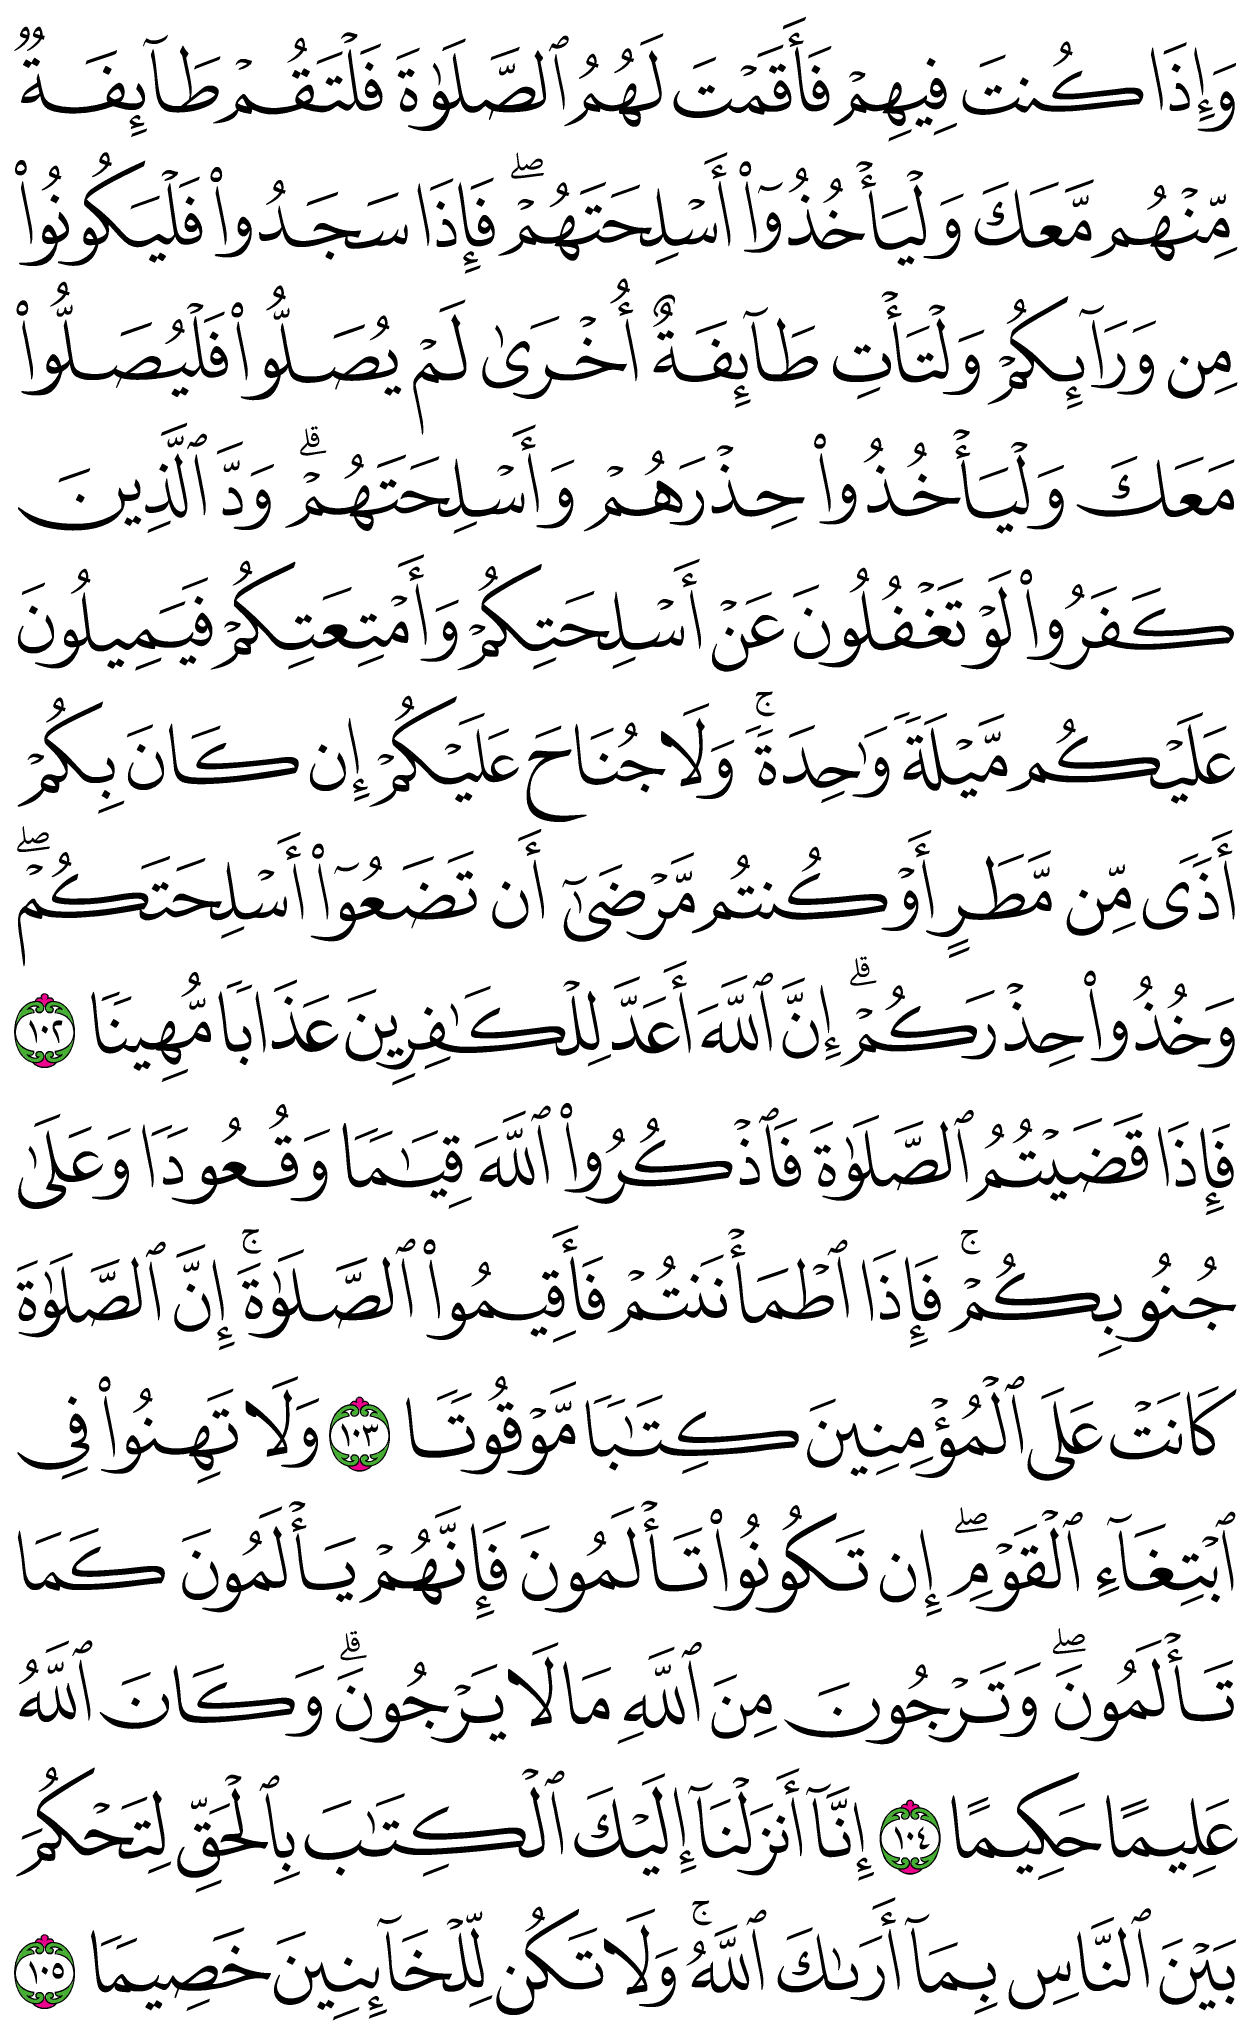 وَإِذَا كُنتَ فِيهِمْ فَأَقَمْتَ لَهُمُ ٱلصَّلَوٰةَ فَلْتَقُمْ طَآئِفَةٌ
مِّنْهُم مَّعَكَ وَلْيَأْخُذُوٓا۟ أَسْلِحَتَهُمْ ۖ فَإِذَا سَجَدُوا۟ فَلْيَكُونُوا۟
مِن وَرَآئِكُمْ وَلْتَأْتِ طَآئِفَةٌ أُخْرَىٰ لَمْ يُصَلُّوا۟ فَلْيُصَلُّوا۟
مَعَكَ وَلْيَأْخُذُوا۟ حِذْرَهُمْ وَأَسْلِحَتَهُمْ ۗ وَدَّ ٱلَّذِينَ
كَفَرُوا۟ لَوْ تَغْفُلُونَ عَنْ أَسْلِحَتِكُمْ وَأَمْتِعَتِكُمْ فَيَمِيلُونَ
عَلَيْكُم مَّيْلَةً وَٰحِدَةً ۚ وَلَا جُنَاحَ عَلَيْكُمْ إِن كَانَ بِكُمْ
أَذًى مِّن مَّطَرٍ أَوْ كُنتُم مَّرْضَىٰٓ أَن تَضَعُوٓا۟ أَسْلِحَتَكُمْ ۖ
وَخُذُوا۟ حِذْرَكُمْ ۗ إِنَّ ٱللَّهَ أَعَدَّ لِلْكَٰفِرِينَ عَذَابًا مُّهِينًا ١٠٢
فَإِذَا قَضَيْتُمُ ٱلصَّلَوٰةَ فَٱذْكُرُوا۟ ٱللَّهَ قِيَٰمًا وَقُعُودًا وَعَلَىٰ
جُنُوبِكُمْ ۚ فَإِذَا ٱطْمَأْنَنتُمْ فَأَقِيمُوا۟ ٱلصَّلَوٰةَ ۚ إِنَّ ٱلصَّلَوٰةَ
كَانَتْ عَلَى ٱلْمُؤْمِنِينَ كِتَٰبًا مَّوْقُوتًا ١٠٣ وَلَا تَهِنُوا۟ فِى
ٱبْتِغَآءِ ٱلْقَوْمِ ۖ إِن تَكُونُوا۟ تَأْلَمُونَ فَإِنَّهُمْ يَأْلَمُونَ كَمَا
تَأْلَمُونَ ۖ وَتَرْجُونَ مِنَ ٱللَّهِ مَا لَا يَرْجُونَ ۗ وَكَانَ ٱللَّهُ
عَلِيمًا حَكِيمًا ١٠٤ إِنَّآ أَنزَلْنَآ إِلَيْكَ ٱلْكِتَٰبَ بِٱلْحَقِّ لِتَحْكُمَ
بَيْنَ ٱلنَّاسِ بِمَآ أَرَىٰكَ ٱللَّهُ ۚ وَلَا تَكُن لِّلْخَآئِنِينَ خَصِيمًا ١٠٥